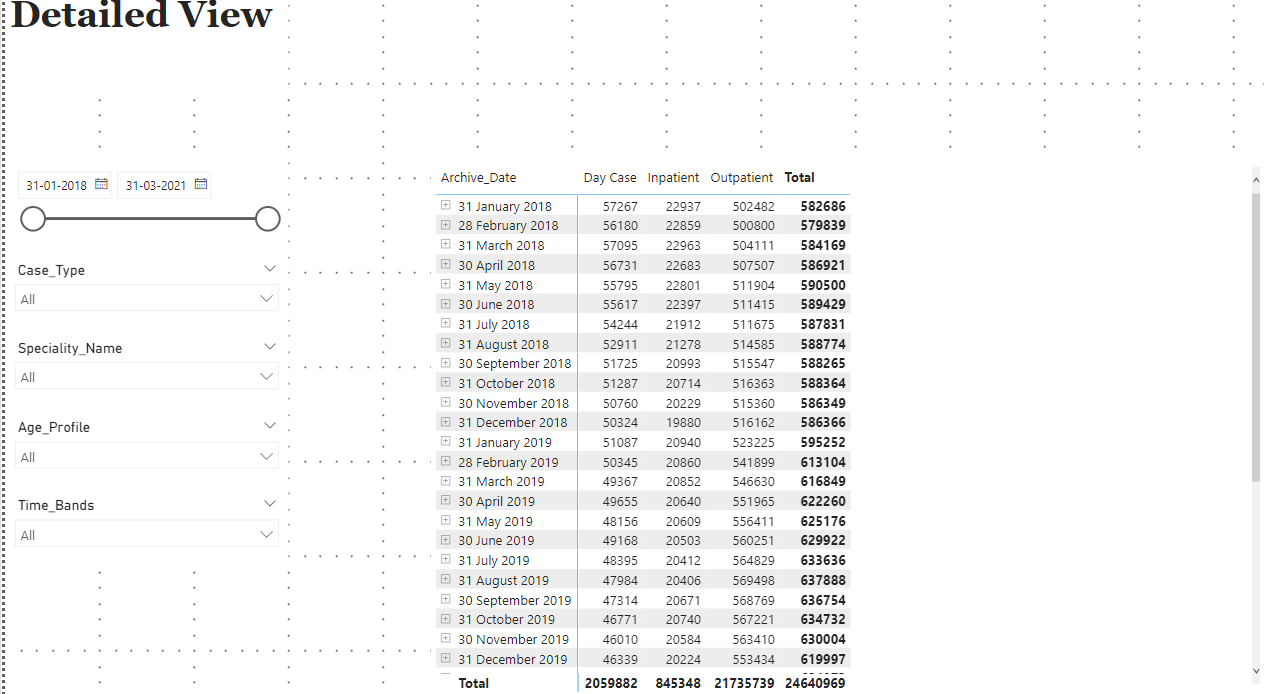 Detailed View
31-01-2018 31-03-2021
Case_Type
All
Speciality_Name
All
Age_Profile
All
Time_Bands
All
Archive_Date Day Case Inpatient Outpatient Total
31 January 2018 57267 22937 502482 582686
28 February 2018 56180 22859 500800 579839
31 March 2018 57095 22963 504111 584169
30 April 2018 56731 22683 507507 586921
31 May 2018 55795 22801 511904 590500
30 June 2018 55617 22397 511415 589429
31 July 2018 54244 21912 511675 587831
31 August 2018 52911 21278 514585 588774
30 September 2018 51725 20993 515547 588265
31 October 2018 51287 20714 516363 588364
30 November 2018 50760 20229 515360 586349
31 December 2018 50324 19880 516162 586366
31 January 2019 51087 20940 523225 595252
28 February 2019 50345 20860 541899 613104
31 March 2019 49367 20852 546630 616849
30 April 2019 49655 20640 551965 622260
31 May 2019 48156 20609 556411 625176
30 June 2019 49168 20503 560251 629922
31 July 2019 48395 20412 564829 633636
31 August 2019 47984 20406 569498 637888
30 September 2019 47314 20671 568769 636754
31 October 2019 46771 20740 567221 634732
30 November 2019 46010 20584 563410 630004
31 December 2019 46339 20224 553434 619997
Total 2059882 845348 21735739 24640969